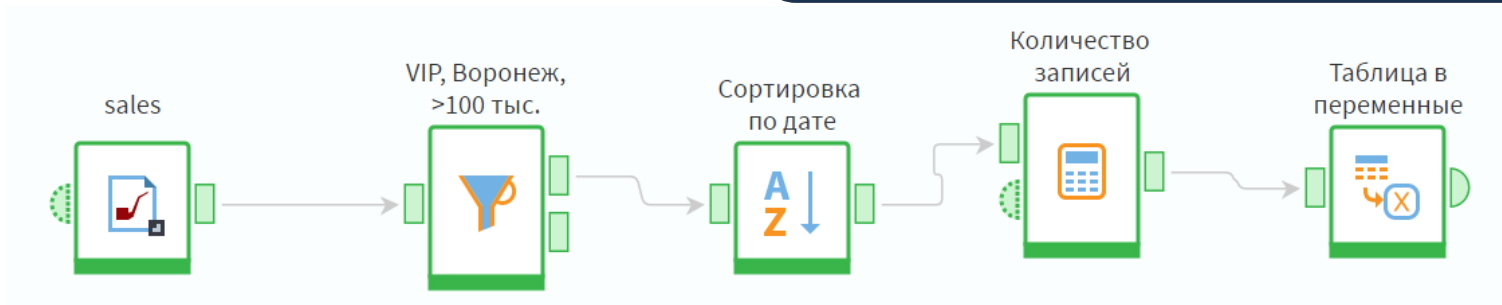 sales
VIP, Воронеж,
>100 тыс.
Сортировка
по дате
A
Z
Количество
записей
Таблица в
переменные
X